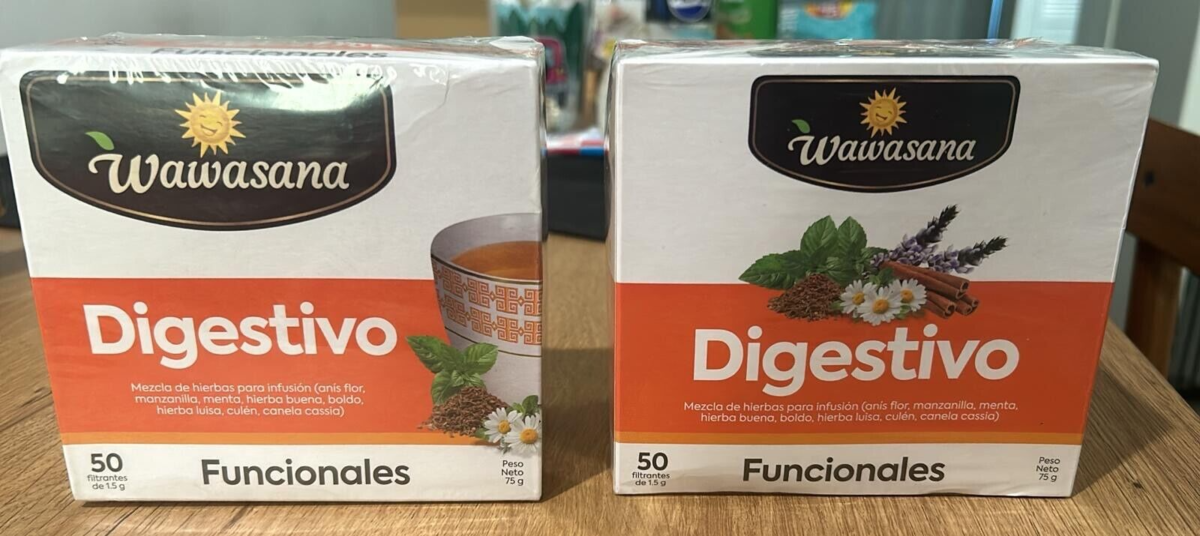 Funcionales
Wawasana
Digestivo
Mezcla de hierbas para infusión (anís flor,
manzanilla, menta, hierba buena, boldo,
hierba luisa, culén, canela cassia)
50
filtrantes
de 1.5 g
Funcionales
Peso
Neto
75 g
Wawasana
Digestivo
Mezcla de hierbas para infusión (anís flor, manzanilla, menta,
hierba buena, boldo, hierba luisa, culén, canela cassia)
50
filtrantes
de 1.5 g
Funcionales
Peso
Neto
75 g